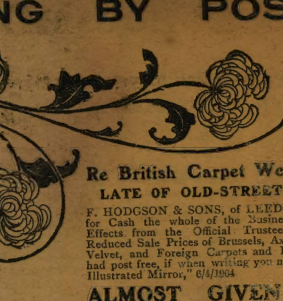 NG BY POS
Re British Carpet We
LATE OF OLD-STREET
F. HODGSON & SONS, of LEED
for Cash the whole of the Busine
Effects from the Official Trustee
Reduced Sale Prices of Brussels, Ax
Velvet, and Foreign Carpets and
had post free, if when writing you
Illustrated Mirror," 6/4/1904
ALMOST GIVEN